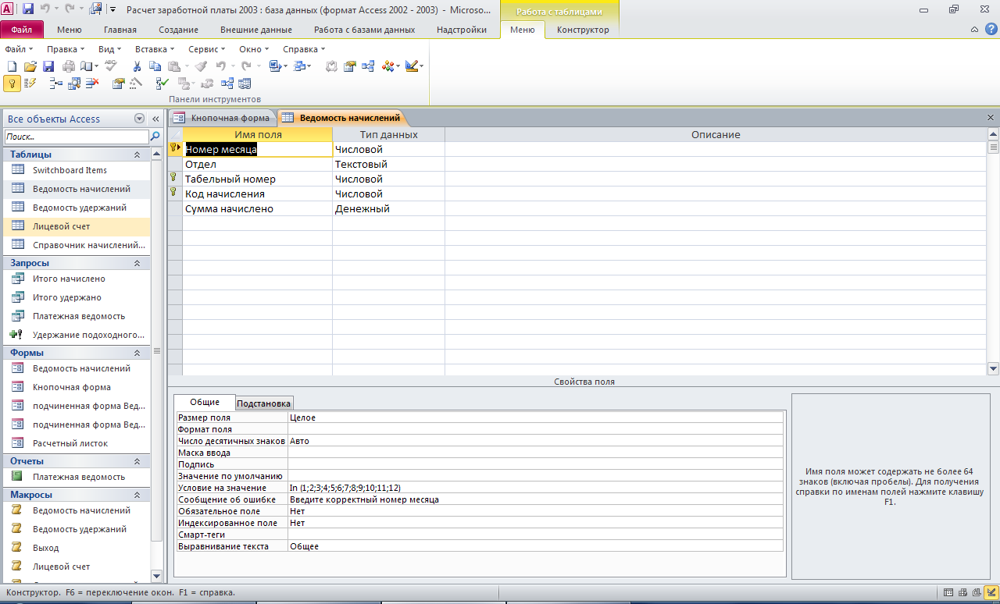 Расчет заработной платы 2003 : база данных (формат Access 2002 - 2003) - Microso...
Работа с таблицами
Файл Меню Главная Создание Внешние данные Работа с базами данных Надстройки Меню Конструктор
Файл Правка Вид Вставка Сервис Окно Справка
Панели инструментов
Все объекты Access
Поиск...
Таблицы
Switchboard Items
Ведомость начислений
Ведомость удержаний
Лицевой счет
Справочник начислений...
Запросы
Итого начислено
Итого удержано
Платежная ведомость
Удержание подоходного...
Формы
Ведомость начислений
Кнопочная форма
подчиненная форма Вед...
подчиненная форма Вед...
Расчетный листок
Отчеты
Платежная ведомость
Макросы
Ведомость начислений
Ведомость удержаний
Выход
Лицевой счет
Кнопочная форма Ведомость начислений
Имя поля Тип данных Описание
Номер месяца Числовой
Отдел Текстовый
Табельный номер Числовой
Код начисления Числовой
Сумма начислено Денежный
Свойства поля
Общие Подстановка
Размер поля Целое
Формат поля
Число десятичных знаков Авто
Маска ввода
Подпись
Значение по умолчанию
Условие на значение In (1;2;3;4;5;6;7;8;9;10;11;12)
Сообщение об ошибке Введите корректный номер месяца
Обязательное поле Нет
Индексированное поле Нет
Смарт-теги
Выравнивание текста Общее
Имя поля может содержать не более 64
знаков (включая пробелы). Для получения
справки по именам полей нажмите клавишу
F1.
Конструктор. F6 = переключение окон. F1 = справка.